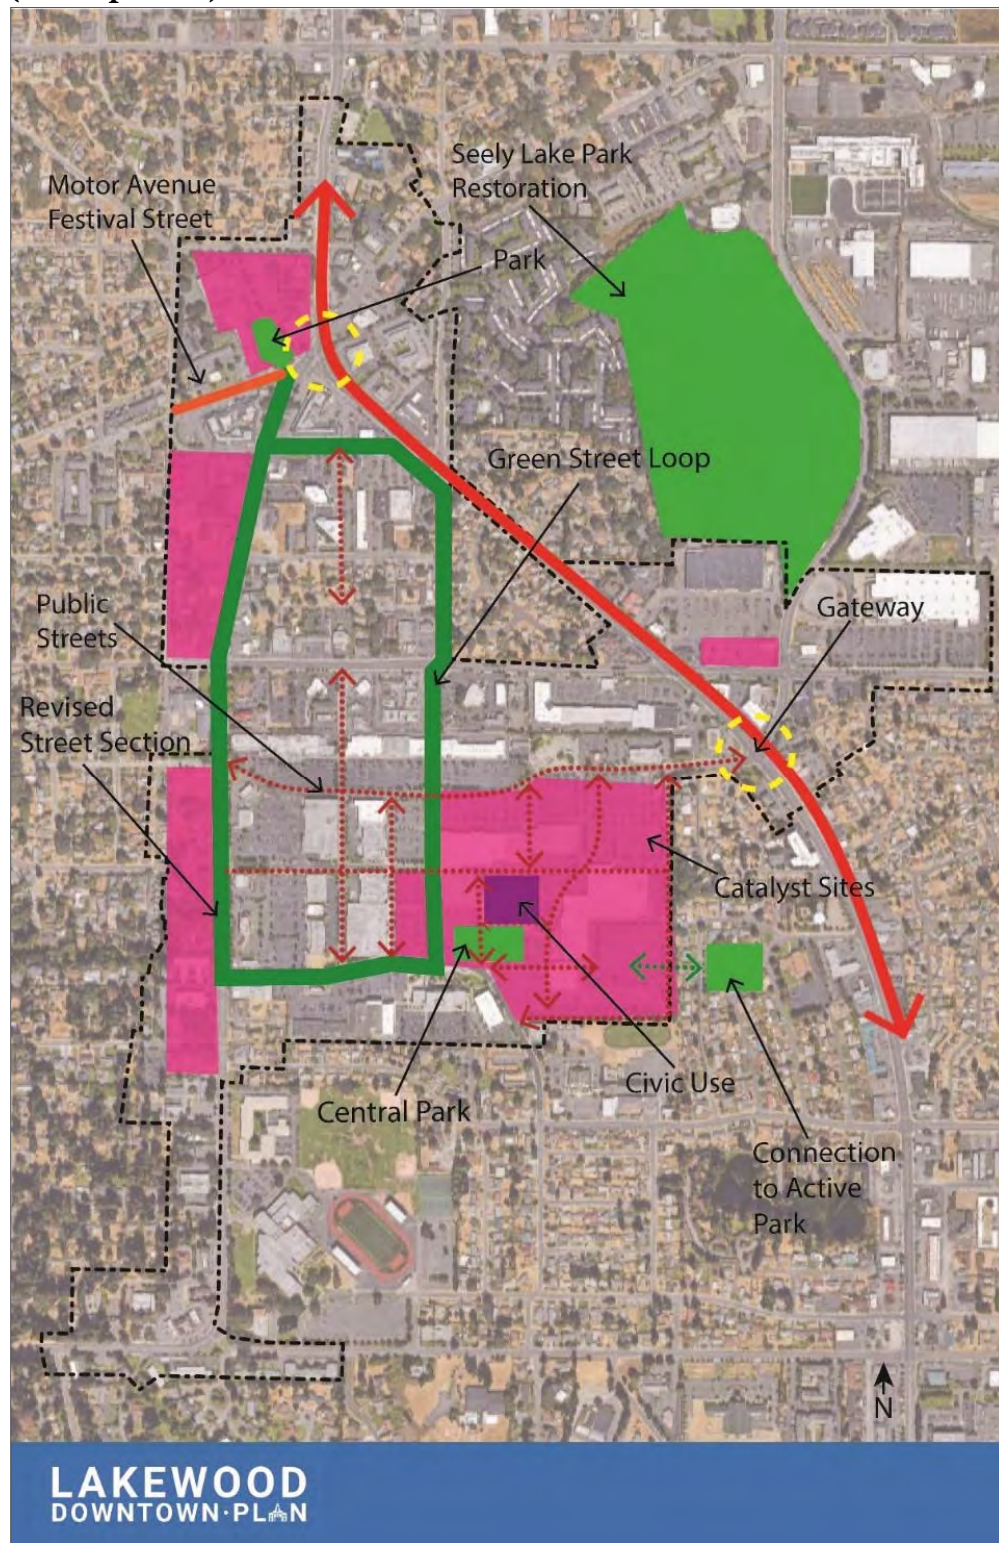 Seely Lake Park
Restoration
Motor Avenue
Festival Street
Park
Green Street Loop
Public
Streets
Gateway
Revised
Street Section
Catalyst Sites
Civic Use
Central Park
Connection
to Active
Park
N
LAKEWOOD
DOWNTOWN·PLAN